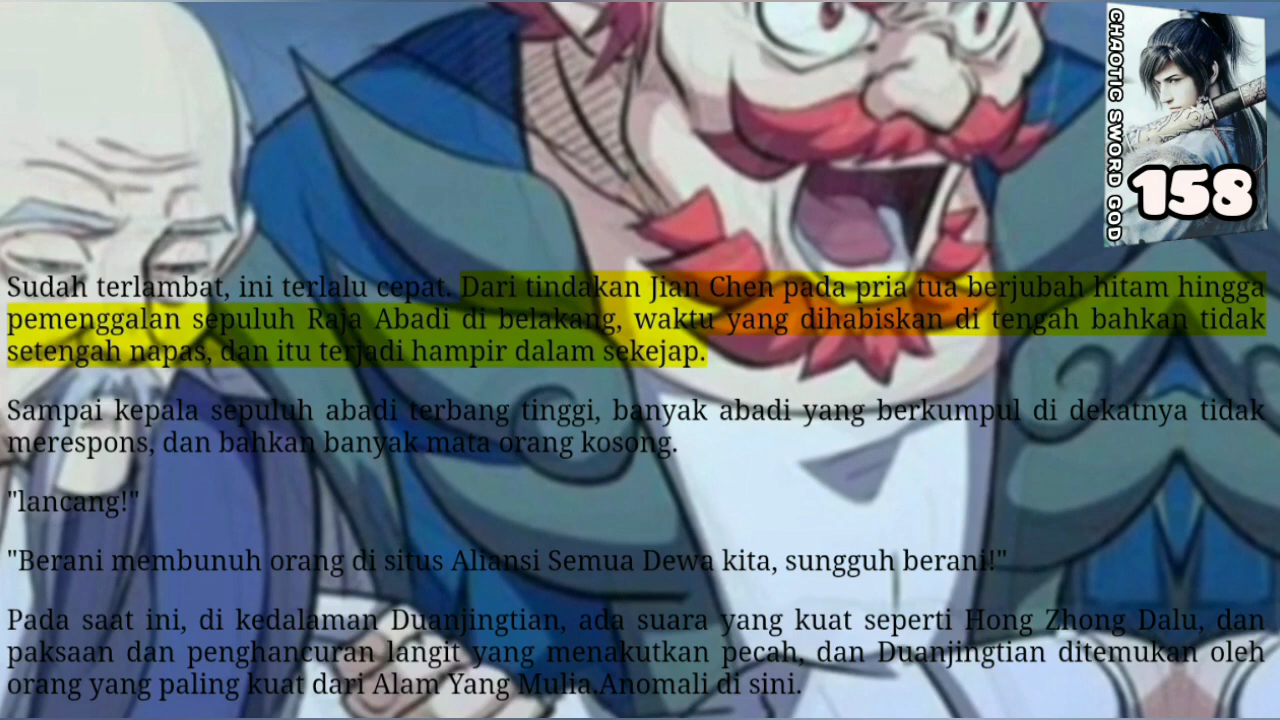 CHAOTIC SWORD GOD
158
Sudah terlambat, ini terlalu cepat. Dari tindakan Jian Chen pada pria tua berjubah hitam hingga
pemenggalan sepuluh Raja Abadi di belakang, waktu yang dihabiskan di tengah bahkan tidak
setengah napas, dan itu terjadi hampir dalam sekejap.
Sampai kepala sepuluh abadi terbang tinggi, banyak abadi yang berkumpul di dekatnya tidak
merespons, dan bahkan banyak mata orang kosong.
"lancang!"
"Berani membunuh orang di situs Aliansi Semua Dewa kita, sungguh berani!"
Pada saat ini, di kedalaman Duanjingtian, ada suara yang kuat seperti Hong Zhong Dalu, dan
paksaan dan penghancuran langit yang menakutkan pecah, dan Duanjingtian ditemukan oleh
orang yang paling kuat dari Alam Yang Mulia.Anomali di sini.